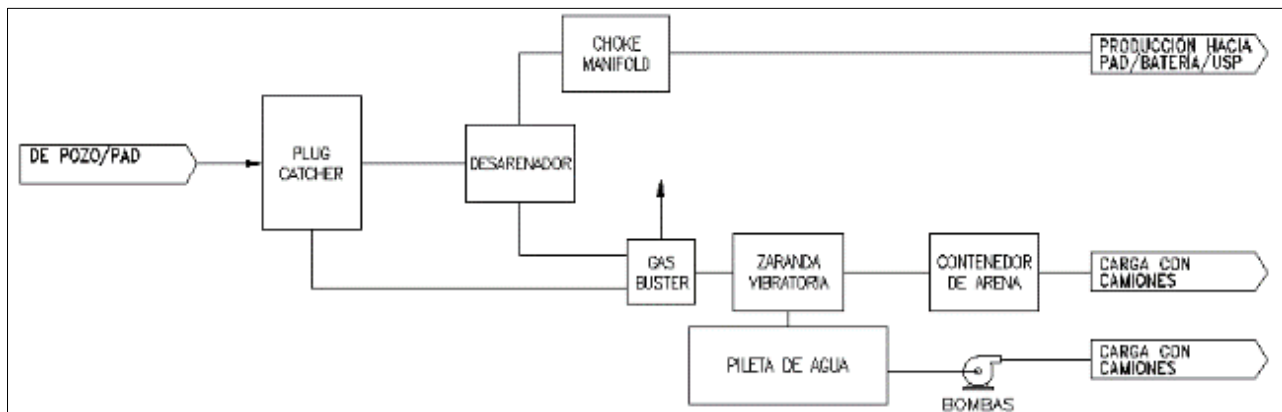 CHOKE
MANIFOLD
PRODUCCIÓN HACIA
PAD/BATERÍA/USP
DE POZO/PAD
PLUG
CATCHER
DESARENADOR
GAS
BUSTER
ZARANDA
VIBRATORIA
CONTENEDOR
DE ARENA
CARGA CON
CAMIONES
PILETA DE AGUA
BOMBAS
CARGA CON
CAMIONES